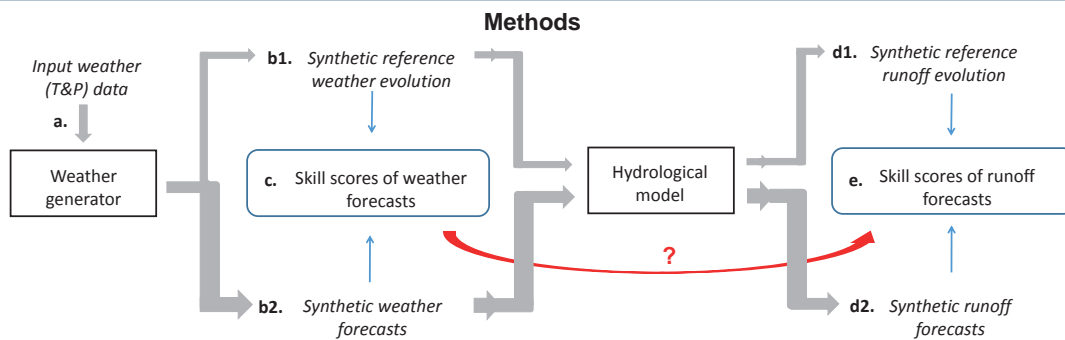 Methods
Input weather
(T&P) data
a.
Weather
generator
b1. Synthetic reference
weather evolution
c. Skill scores of weather
forecasts
b2. Synthetic weather
forecasts
Hydrological
model
?
d1. Synthetic reference
runoff evolution
e. Skill scores of runoff
forecasts
d2. Synthetic runoff
forecasts